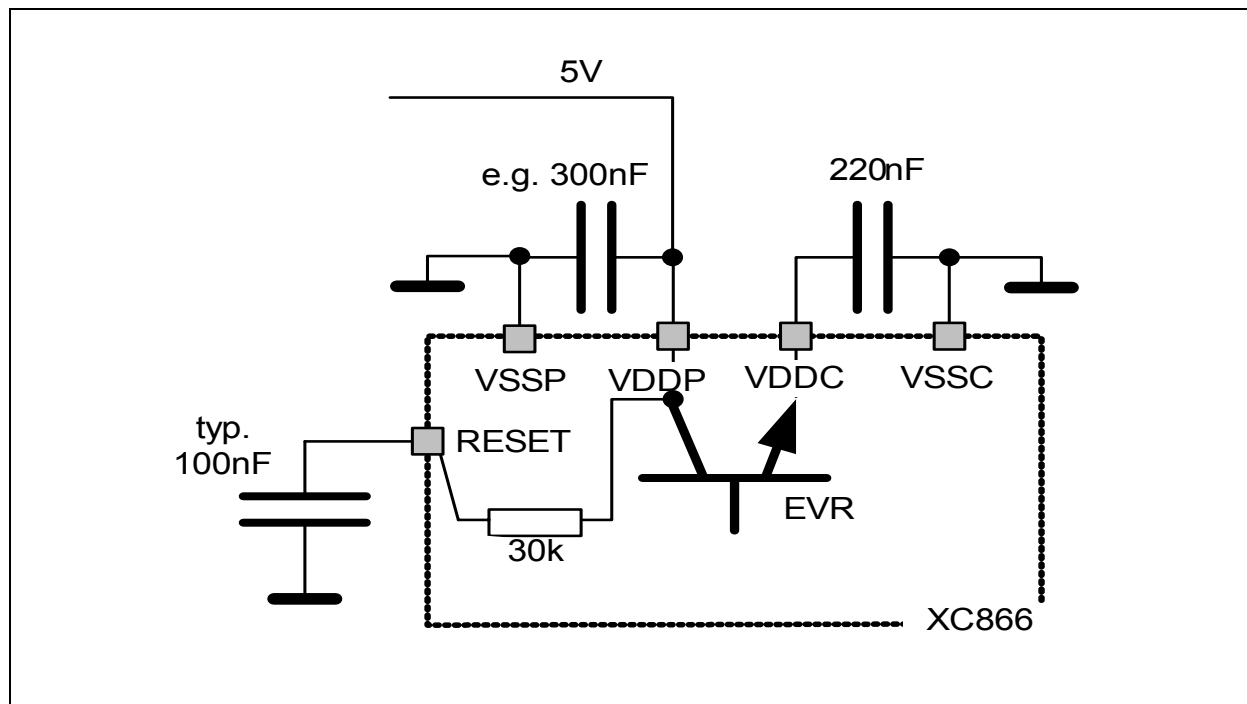 5V
e.g. 300nF
220nF
VSSP
VDDP
VDDC
VSSC
typ.
100nF
RESET
EVR
30k
XC866